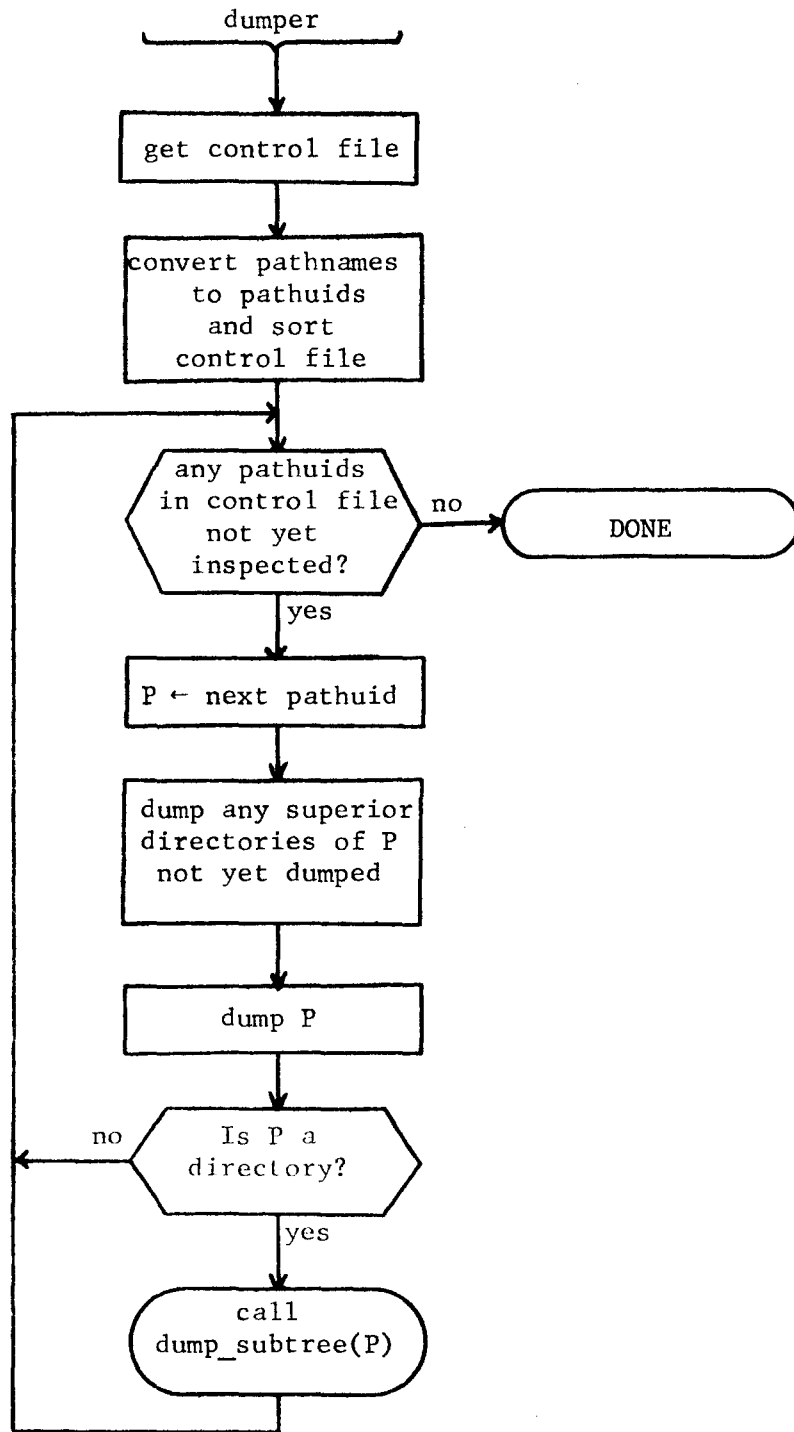 dumper
get control file
convert pathnames
to pathuids
and sort
control file
any pathuids
in control file
not yet
inspected?
no
DONE
yes
P ← next pathuid
dump any superior
directories of P
not yet dumped
dump P
no
Is P a
directory?
yes
call
dump_subtree(P)